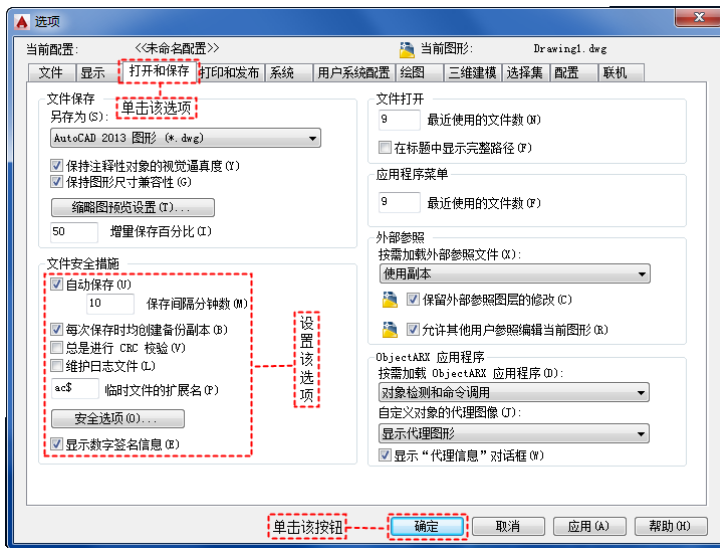 选项
当前配置: <<未命名配置>> 当前图形: Drawing1.dwg
文件 显示 打开和保存 打印和发布 系统 用户系统配置 绘图 三维建模 选择集 配置 联机
单击该选项
文件保存
另存为(S):
AutoCAD 2013 图形 (*.dwg)
保持注释性对象的视觉逼真度(Y)
保持图形尺寸兼容性(G)
缩略图预览设置(T)...
50 增量保存百分比(I)
文件安全措施
自动保存(U)
10 保存间隔分钟数(M)
每次保存时均创建备份副本(B)
总是进行 CRC 校验(V)
维护日志文件(L)
ac$ 临时文件的扩展名(P)
安全选项(O)...
显示数字签名信息(E)
设置该选项
文件打开
9 最近使用的文件数(N)
在标题中显示完整路径(F)
应用程序菜单
9 最近使用的文件数(F)
外部参照
按需加载外部参照文件(X):
使用副本
保留外部参照图层的修改(C)
允许其他用户参照编辑当前图形(R)
ObjectARX 应用程序
按需加载 ObjectARX 应用程序(D):
对象检测和命令调用
自定义对象的代理图像(J):
显示代理图形
显示“代理信息”对话框(W)
单击该按钮 确定 取消 应用(A) 帮助(H)